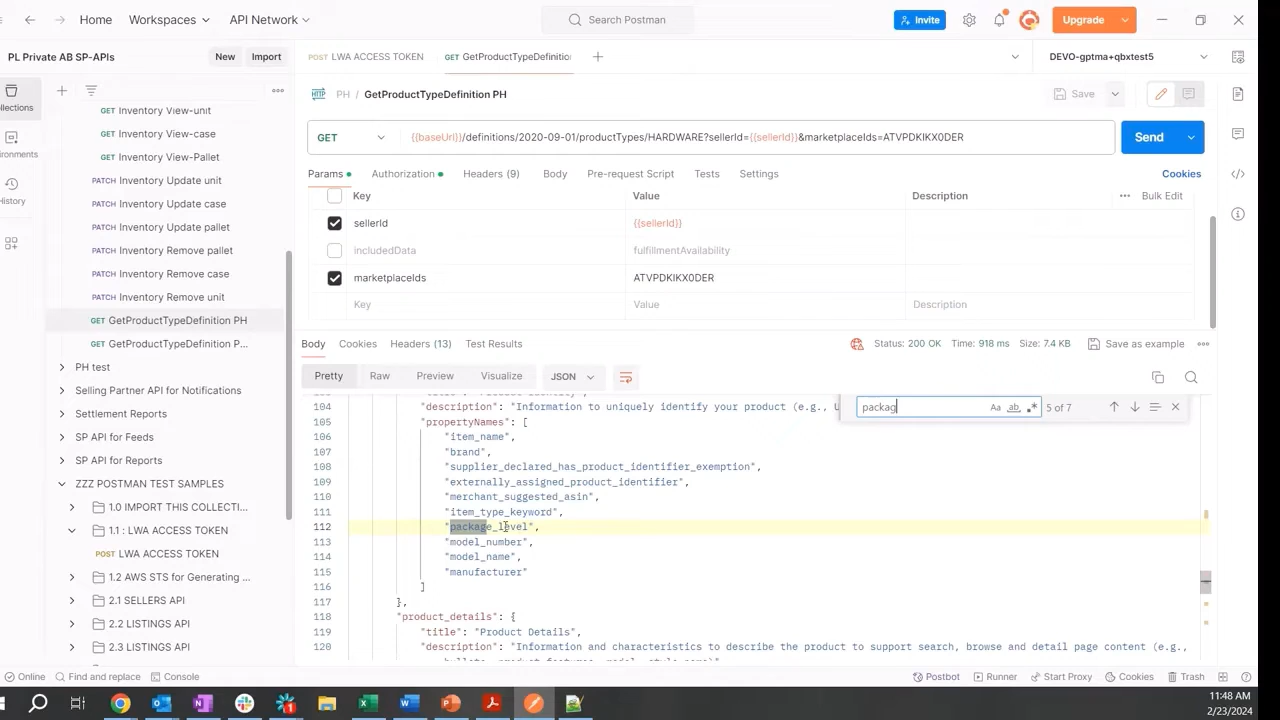 Home Workspaces API Network Search Postman Invite Upgrade
PL Private AB SP-APIs New Import
POST LWA ACCESS TOKEN GET GetProductTypeDefinitio DEVO-gptma+qbxtest5
llections
ironments
History
GET Inventory View-unit
GET Inventory View-case
GET Inventory View-Pallet
PATCH Inventory Update unit
PATCH Inventory Update case
PATCH Inventory Update pallet
PATCH Inventory Remove pallet
PATCH Inventory Remove case
PATCH Inventory Remove unit
GET GetProductTypeDefinition PH
GET GetProductTypeDefinition P...
PH test
Selling Partner API for Notifications
Settlement Reports
SP API for Feeds
SP API for Reports
ZZZ POSTMAN TEST SAMPLES
1.0 IMPORT THIS COLLECTI...
1.1 : LWA ACCESS TOKEN
POST LWA ACCESS TOKEN
1.2 AWS STS for Generating ...
2.1 SELLERS API
2.2 LISTINGS API
2.3 LISTINGS API
HTTP PH / GetProductTypeDefinition PH Save
GET {{baseUrl}}/definitions/2020-09-01/productTypes/HARDWARE?sellerId={{sellerId}}&marketplaceIds=ATVPDKIKX0DER Send
Params Authorization Headers (9) Body Pre-request Script Tests Settings Cookies
Key Value Description Bulk Edit
sellerId {{sellerId}}
includedData fulfillmentAvailability
marketplaceIds ATVPDKIKX0DER
Key Value Description
Body Cookies Headers (13) Test Results Status: 200 OK Time: 918 ms Size: 7.4 KB Save as example
Pretty Raw Preview Visualize JSON
packag Aa ab 5 of 7
104 "description": "Information to uniquely identify your product (e.g., U
105 "propertyNames": [
106 "item_name",
107 "brand",
108 "supplier_declared_has_product_identifier_exemption",
109 "externally_assigned_product_identifier",
110 "merchant_suggested_asin",
111 "item_type_keyword",
112 "package_level",
113 "model_number",
114 "model_name",
115 "manufacturer"
116 ]
117 },
118 "product_details": {
119 "title": "Product Details",
120 "description": "Information and characteristics to describe the product to support search, browse and detail page content (e.g.,
Online Find and replace Console Postbot Runner Start Proxy Cookies Trash
11:48 AM
2/23/2024